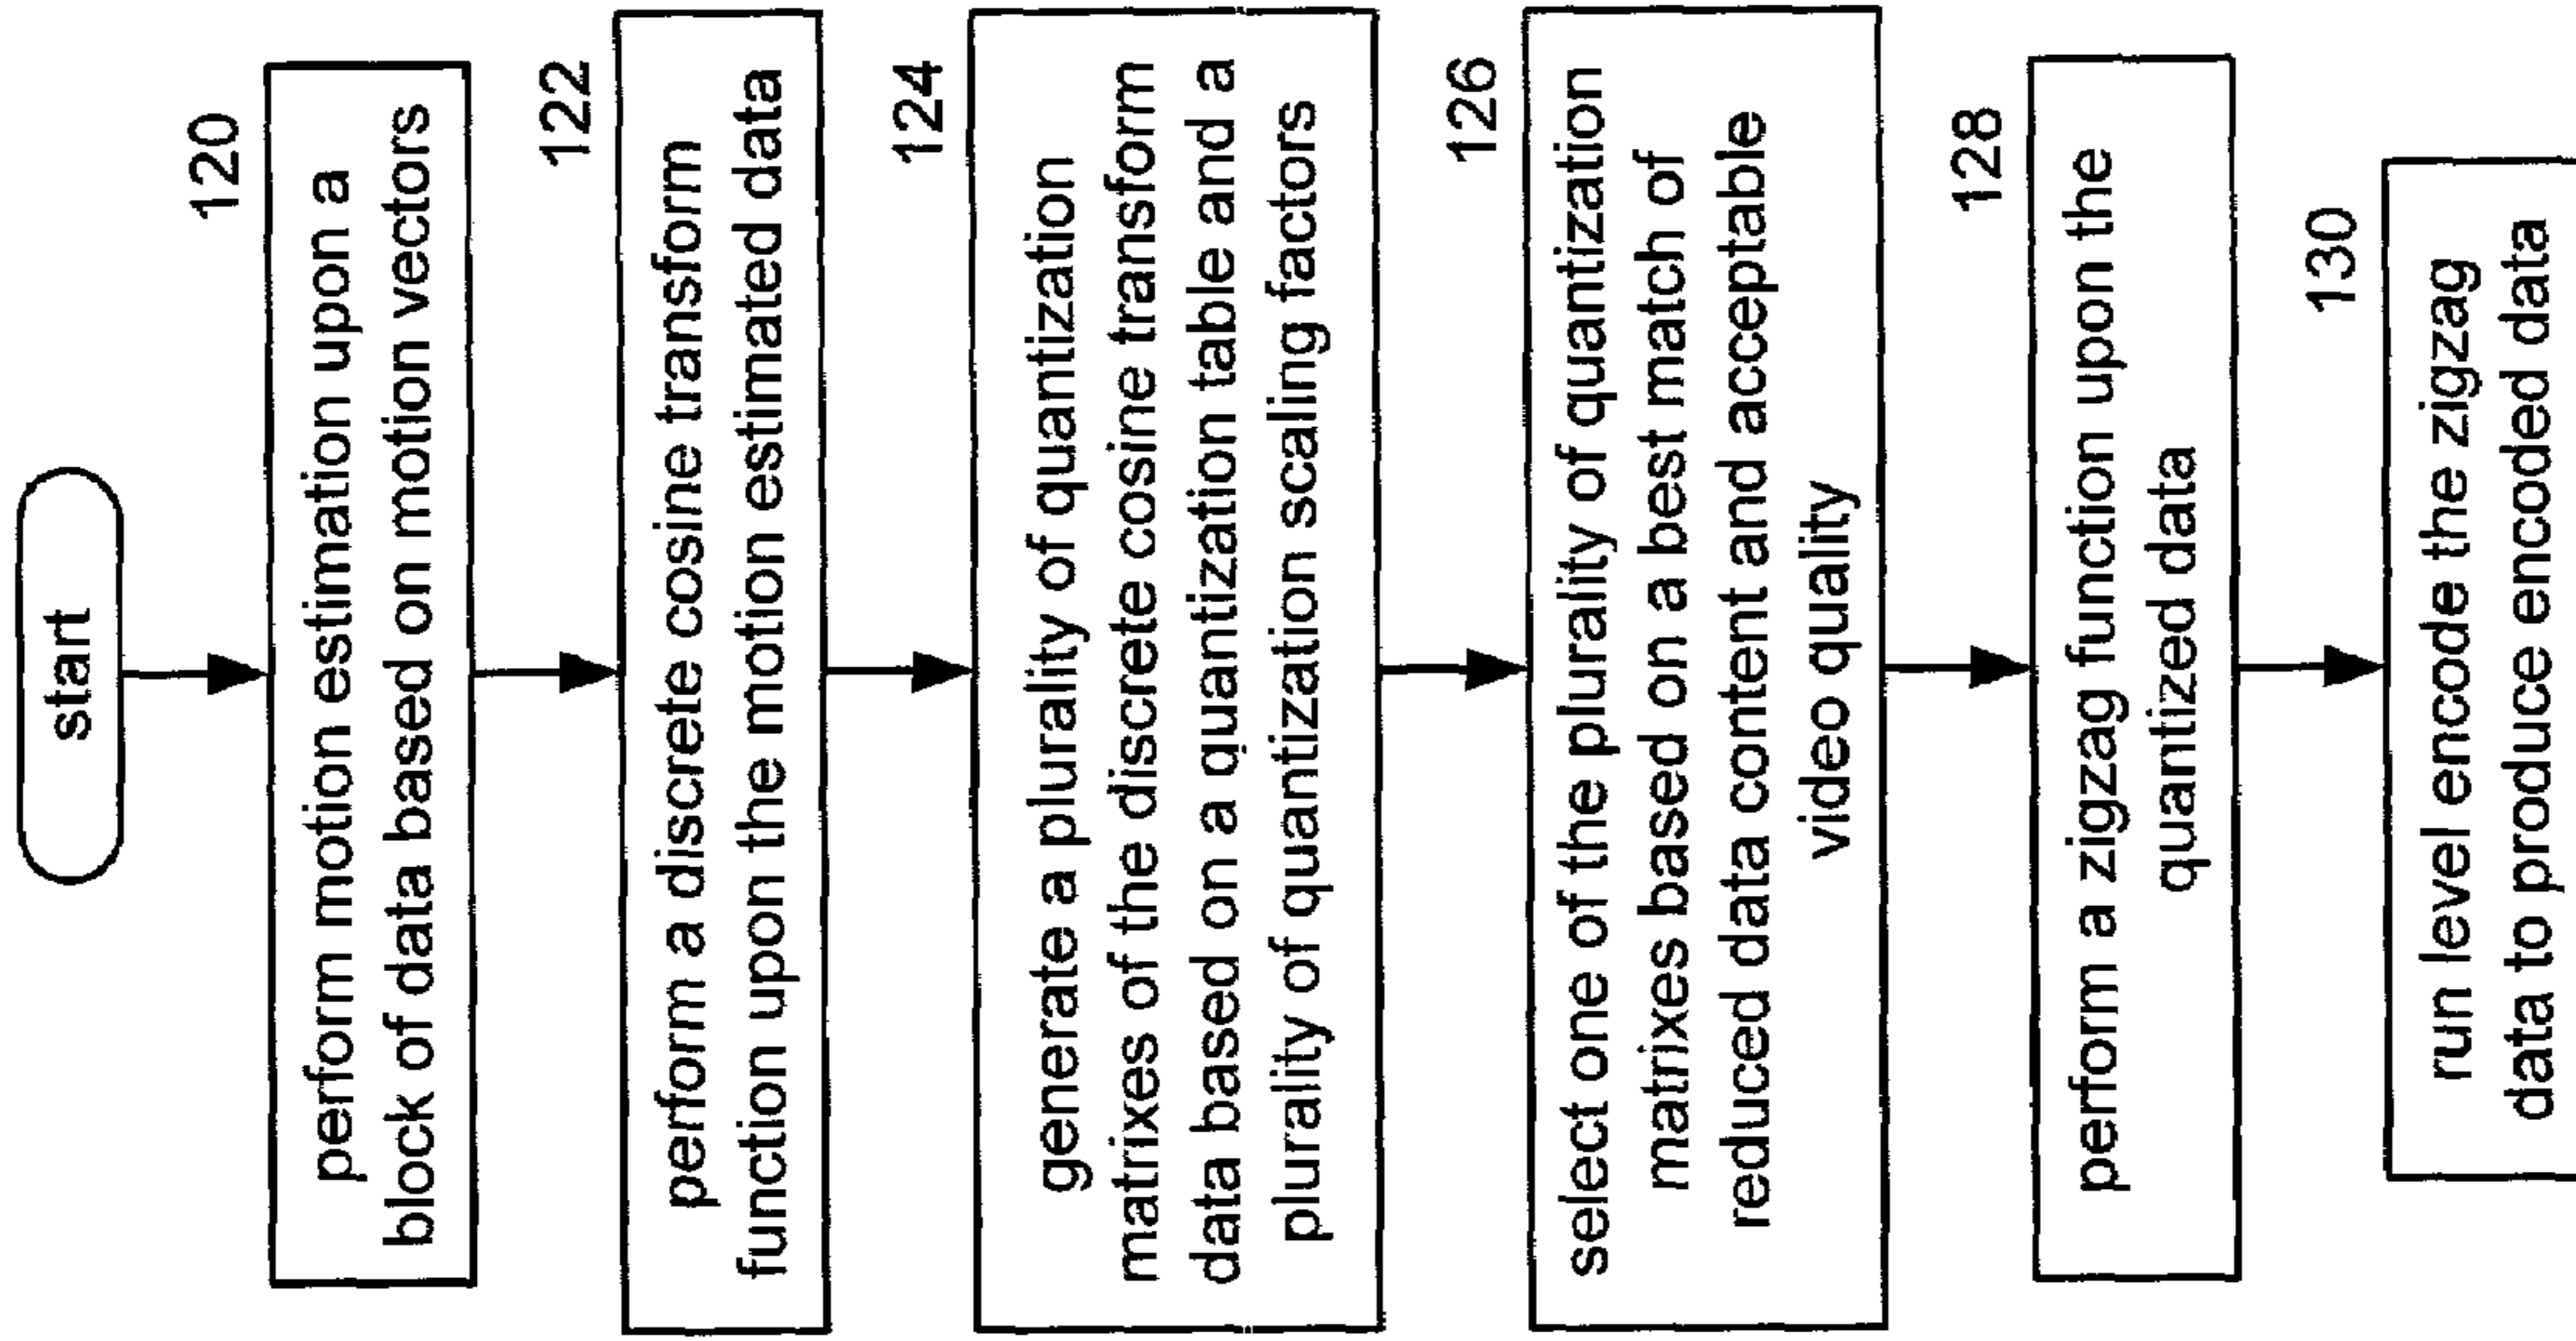 start
120
perform motion estimation upon a
block of data based on motion vectors
122
perform a discrete cosine transform
function upon the motion estimated data
124
generate a plurality of quantization
matrixes of the discrete cosine transform
data based on a quantization table and a
plurality of quantization scaling factors
126
select one of the plurality of quantization
matrixes based on a best match of
reduced data content and acceptable
video quality
128
perform a zigzag function upon the
quantized data
130
run level encode the zigzag
data to produce encoded data